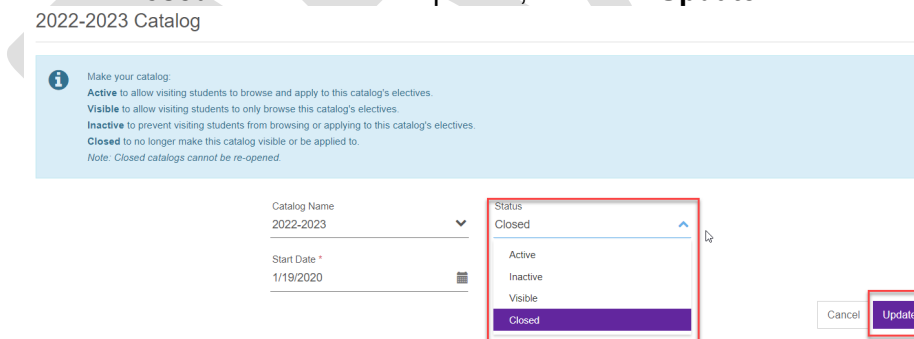 2022-2023 Catalog
Make your catalog:
Active to allow visiting students to browse and apply to this catalog's electives.
Visible to allow visiting students to only browse this catalog's electives.
Inactive to prevent visiting students from browsing or applying to this catalog's electives.
Closed to no longer make this catalog visible or be applied to.
Note: Closed catalogs cannot be re-opened.
Catalog Name
2022-2023
Status
Closed
Start Date *
1/19/2020
Active
Inactive
Visible
Closed
Cancel
Update